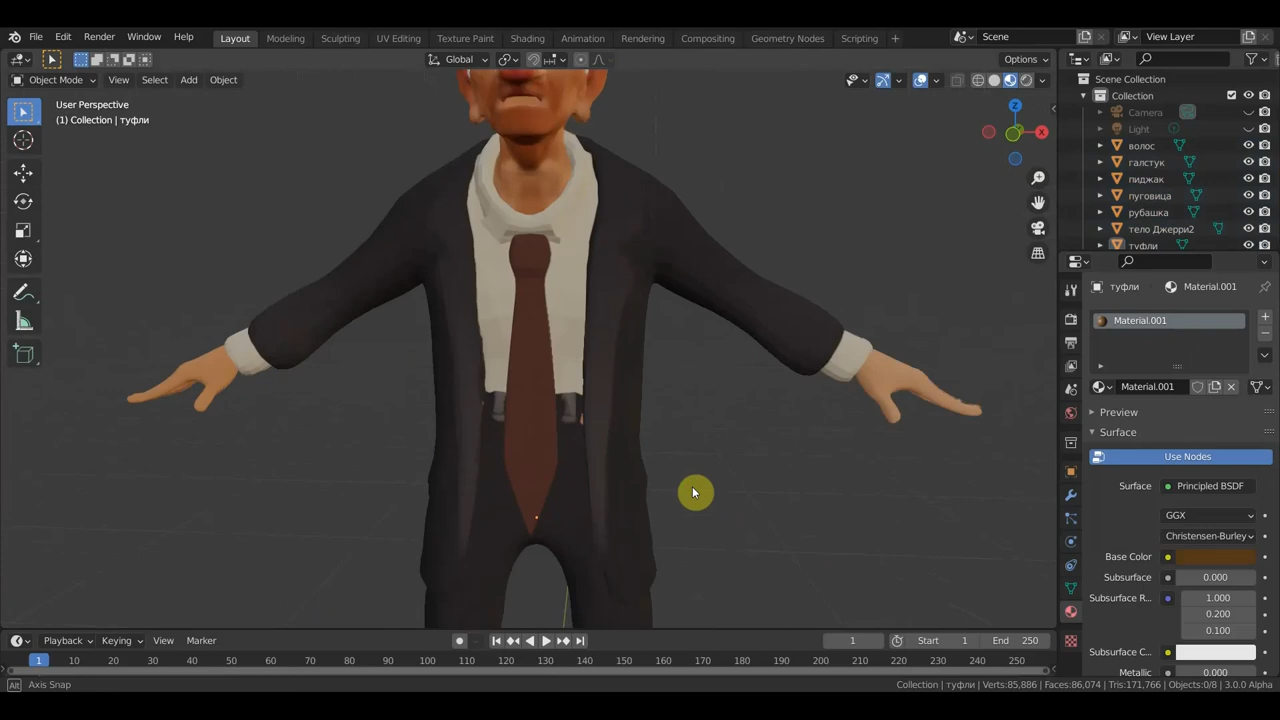 File Edit Render Window Help Layout Modeling Sculpting UV Editing Texture Paint Shading Animation Rendering Compositing Geometry Nodes Scripting + Scene View Layer
Global Options
Object Mode View Select Add Object
User Perspective
(1) Collection | туфли
Z
X
Scene Collection
Collection
Camera
Light
волос
галстук
пиджак
пуговица
рубашка
тело Джерри2
туфли
туфли Material.001
Material.001
Material.001
Preview
Surface
Use Nodes
Surface Principled BSDF
GGX
Christensen-Burley
Base Color
Subsurface 0.000
Subsurface R... 1.000
0.200
0.100
Subsurface C...
Metallic 0.000
Playback Keying View Marker 1 Start 1 End 250
1 10 20 30 40 50 60 70 80 90 100 110 120 130 140 150 160 170 180 190 200 210 220 230 240 250
Alt Axis Snap Collection | туфли | Verts:85,886 | Faces:86,074 | Tris:171,766 | Objects:0/8 | 3.0.0 Alpha